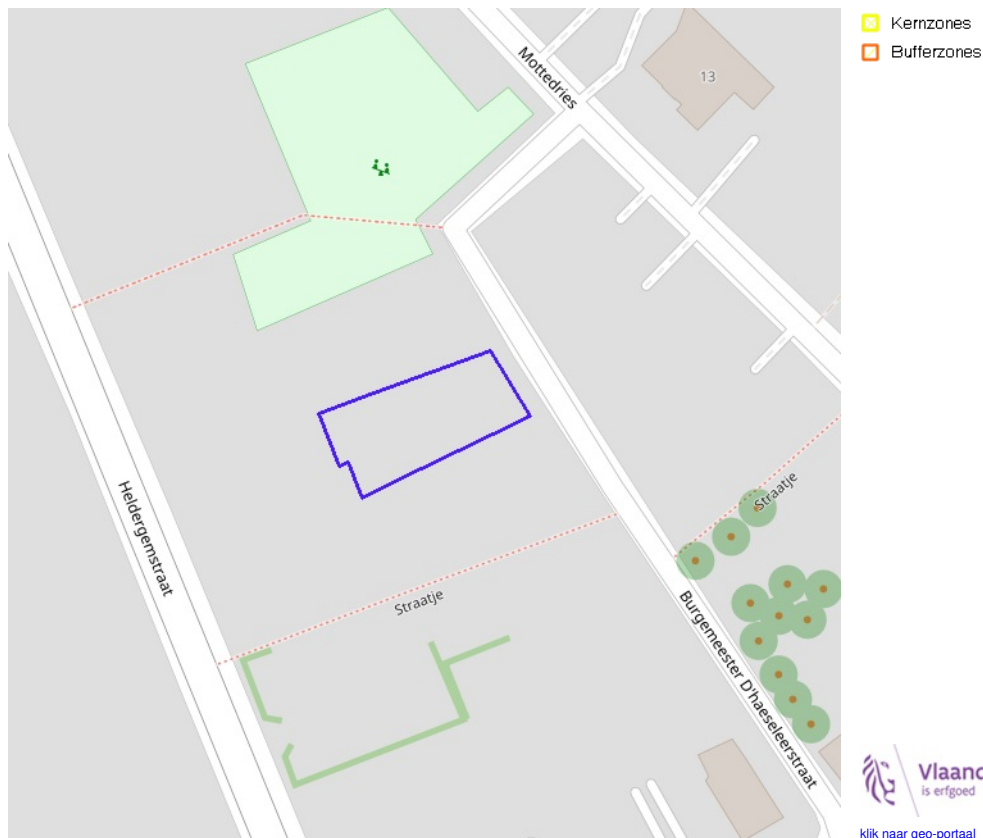 Kernzones
Bufferzones
Mottedries
13
Heldergemstraat
Straatje
Straatje
Burgemeester D'haeseleerstraat
Vlaand
is erfgoed
klik naar geo-portaal